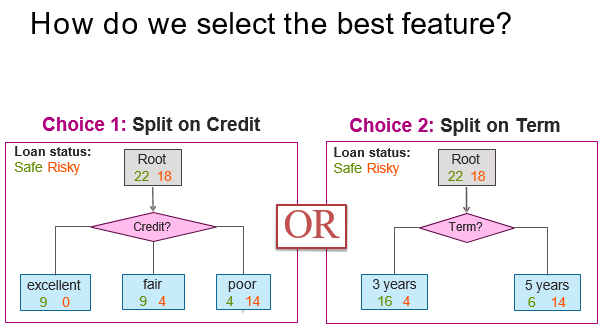 How do we select the best feature?
Choice 1: Split on Credit
Loan status:
Safe Risky
Root
22 18
Credit?
excellent
9 0
fair
9 4
poor
4 14
OR
Choice 2: Split on Term
Loan status:
Safe Risky
Root
22 18
Term?
3 years
16 4
5 years
6 14